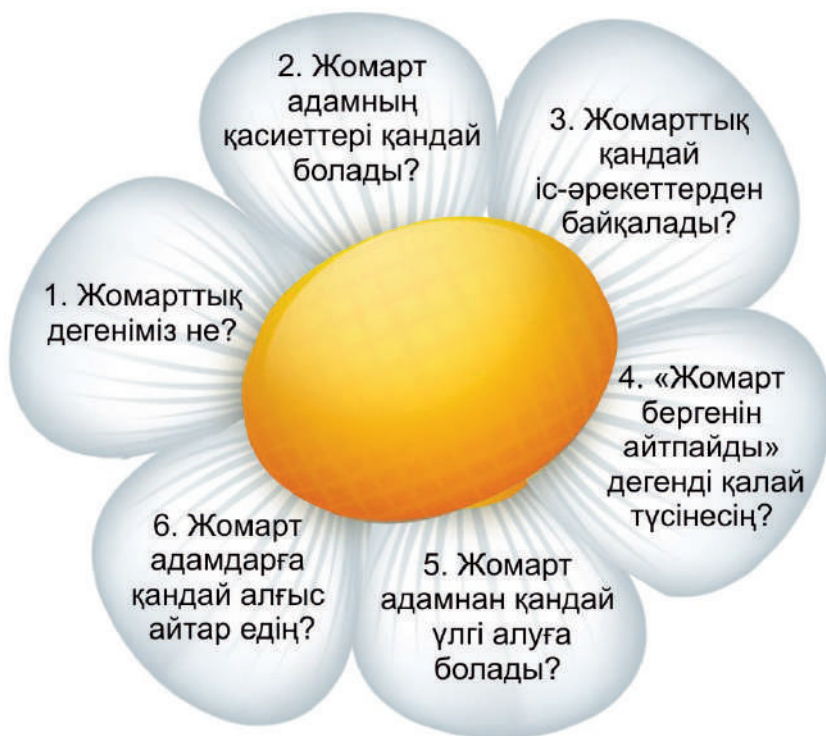 1. Жомарттық
дегеніміз не?
2. Жомарт
адамның
қасиеттері қандай
болады?
3. Жомарттық
қандай
іс-әрекеттерден
байқалады?
4. «Жомарт
бергенін
айтпайды»
дегенді қалай
түсінесің?
5. Жомарт
адамнан қандай
үлгі алуға
болады?
6. Жомарт
адамдарға
қандай алғыс
айтар едің?